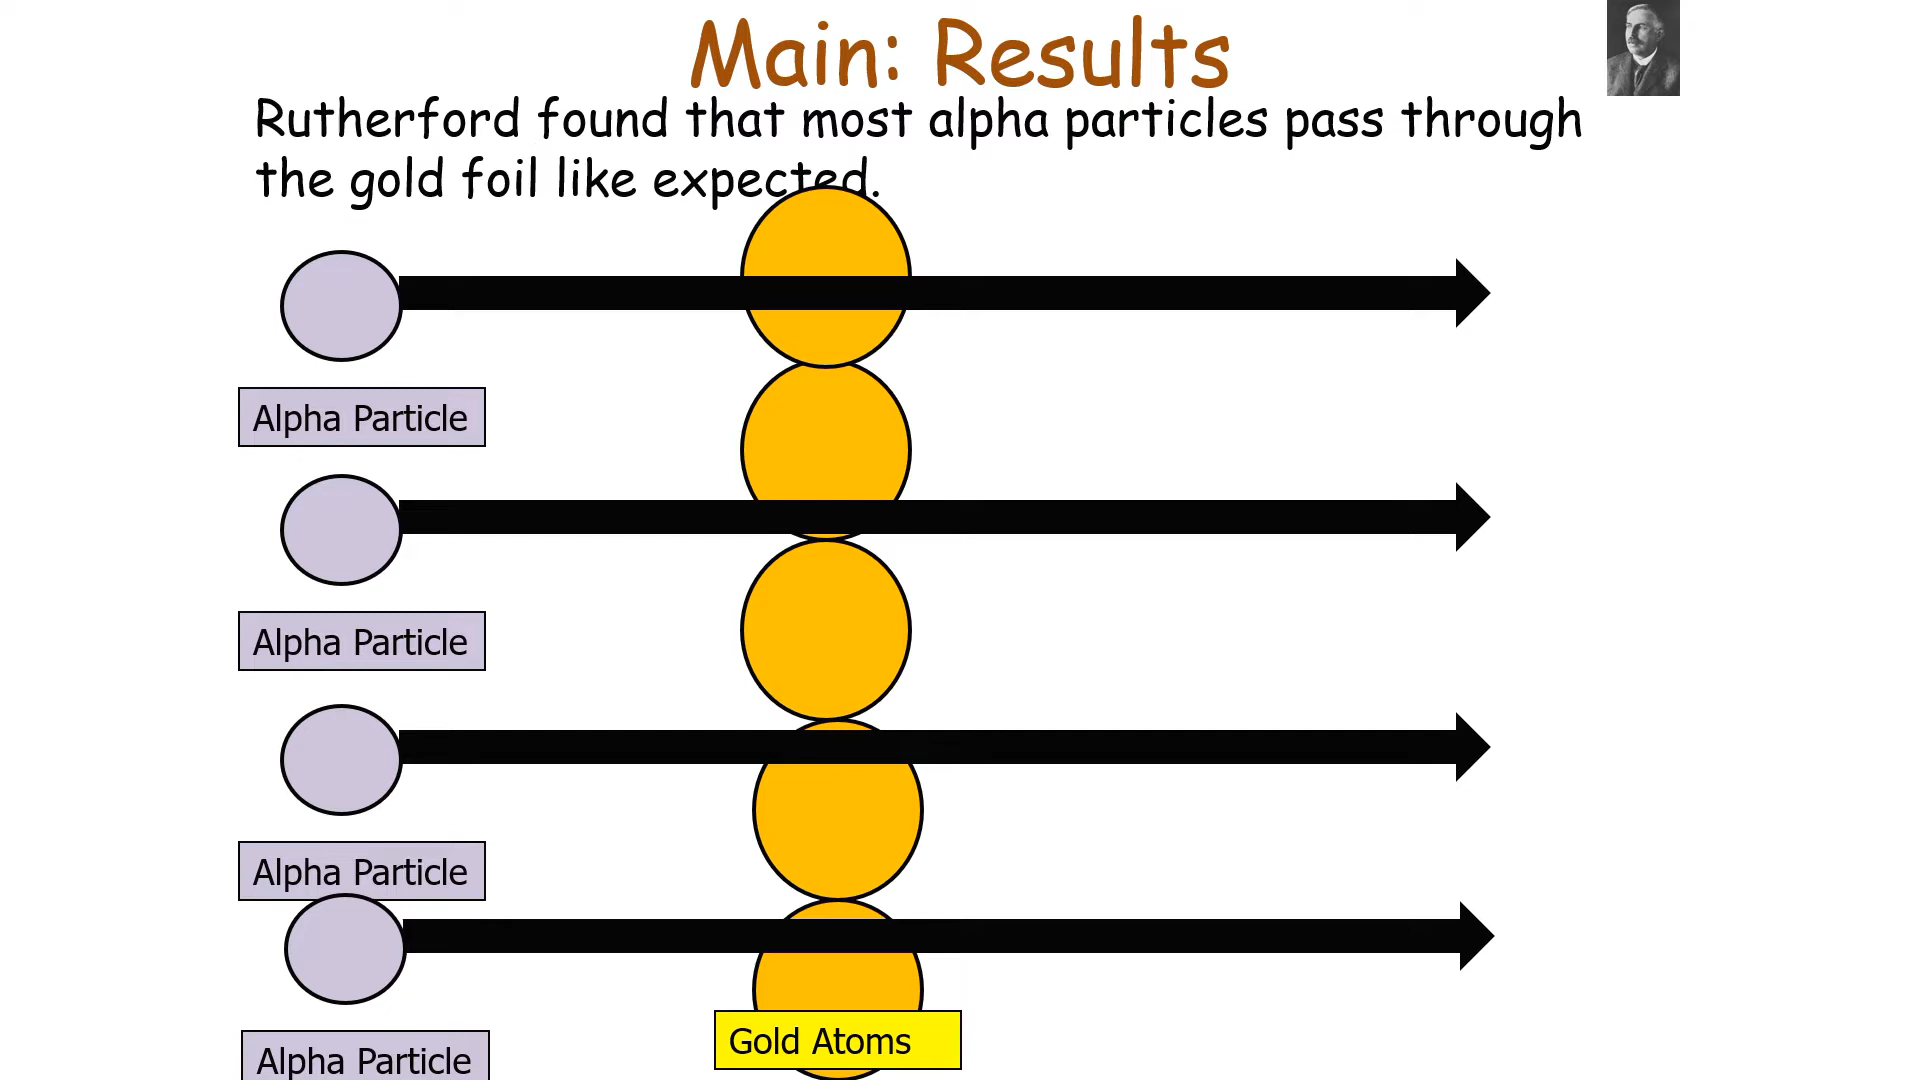 Main: Results
Rutherford found that most alpha particles pass through
the gold foil like expected.
Alpha Particle
Alpha Particle
Alpha Particle
Gold Atoms
Alpha Particle